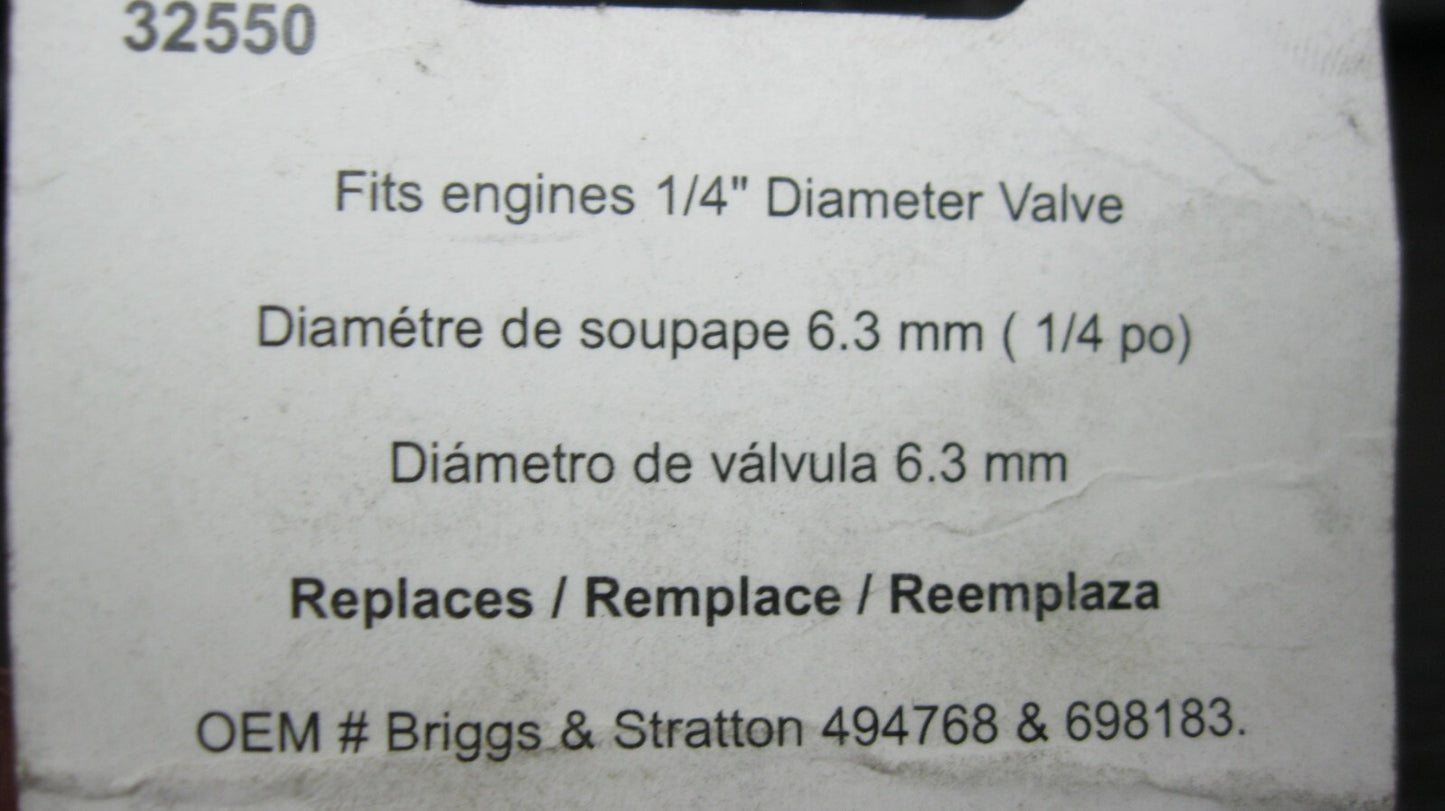 32550
Fits engines 1/4" Diameter Valve
Diamétre de soupape 6.3 mm ( 1/4 po)
Diámetro de válvula 6.3 mm
Replaces / Remplace / Reemplaza
OEM # Briggs & Stratton 494768 & 698183.